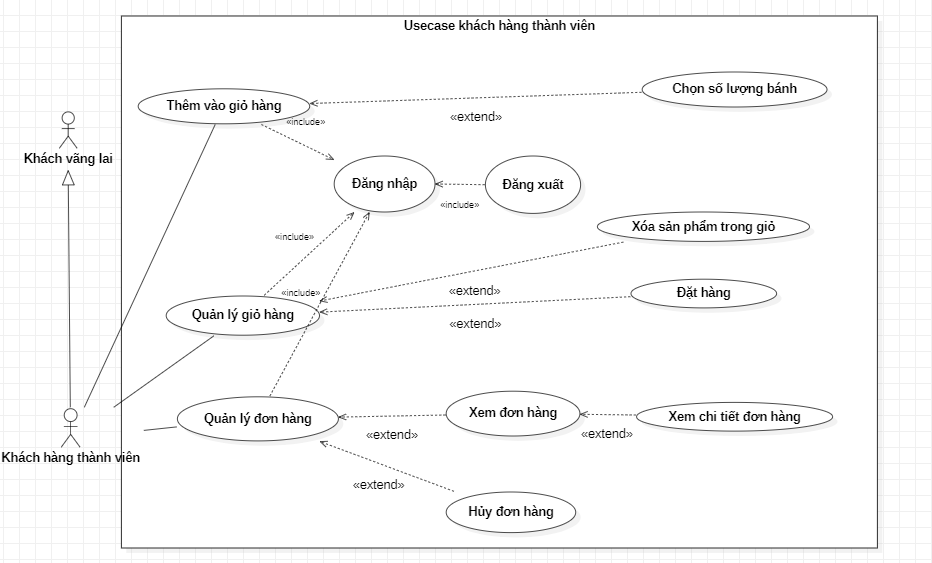 Usecase khách hàng thành viên
Chọn số lượng bánh
Thêm vào giỏ hàng
«extend»
«include»
Khách vãng lai
Đăng nhập
Đăng xuất
«include»
Xóa sản phẩm trong giỏ
«include»
«extend»
«include»
Đặt hàng
Quản lý giỏ hàng
«extend»
Quản lý đơn hàng
Xem đơn hàng
Xem chi tiết đơn hàng
«extend»
«extend»
Khách hàng thành viên
«extend»
Hủy đơn hàng